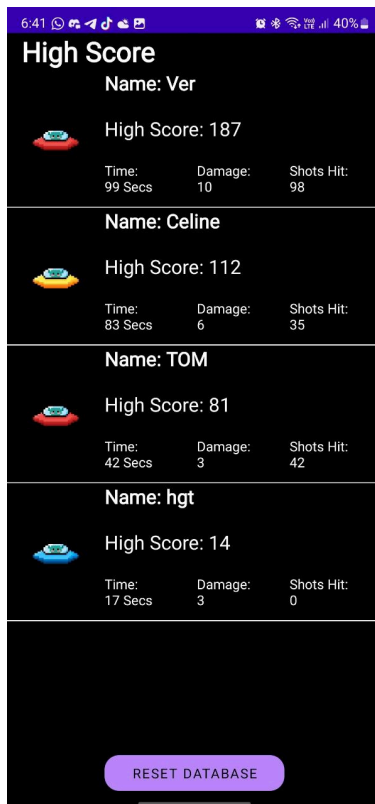 6:41 40%
High Score
Name: Ver
High Score: 187
Time: Damage: Shots Hit:
99 Secs 10 98
Name: Celine
High Score: 112
Time: Damage: Shots Hit:
83 Secs 6 35
Name: TOM
High Score: 81
Time: Damage: Shots Hit:
42 Secs 3 42
Name: hgt
High Score: 14
Time: Damage: Shots Hit:
17 Secs 3 0
RESET DATABASE